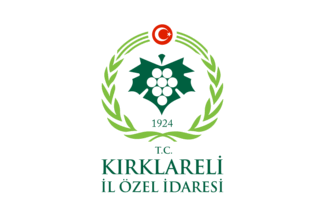 1924
T.C.
KIRKLARELİ
İL ÖZEL İDARESİ